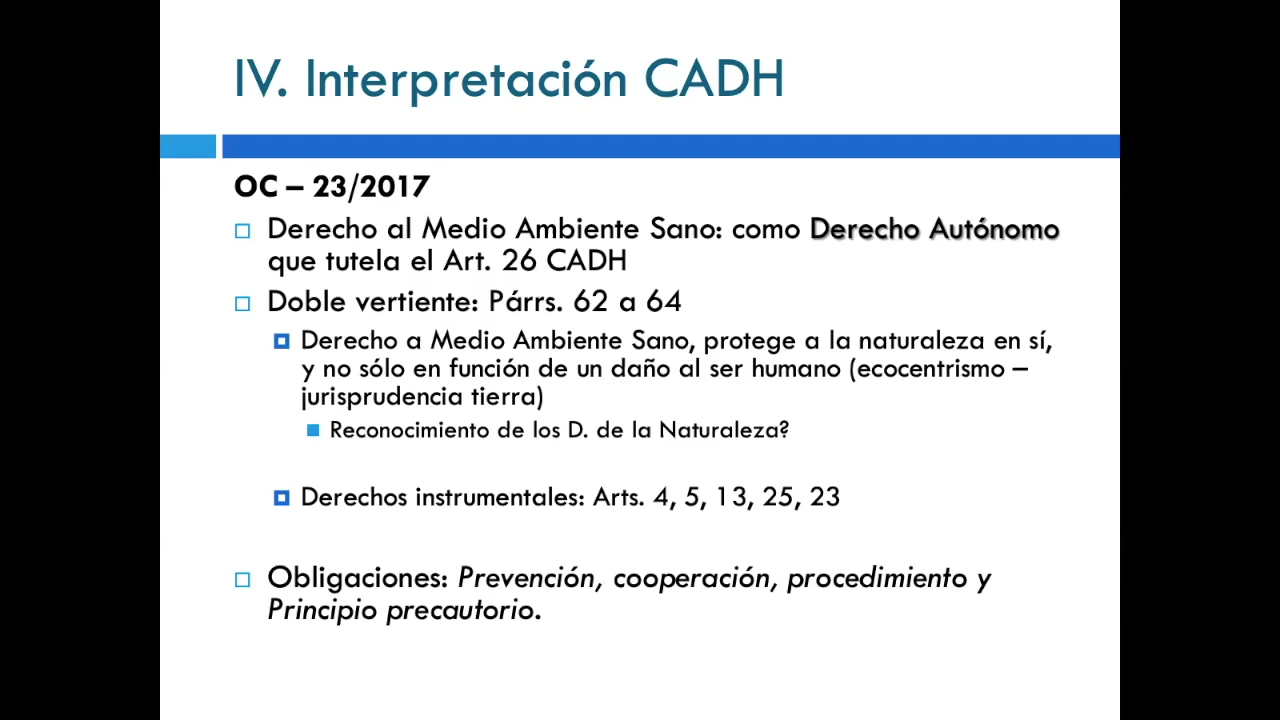 IV. Interpretación CADH
OC – 23/2017
Derecho al Medio Ambiente Sano: como Derecho Autónomo
que tutela el Art. 26 CADH
Doble vertiente: Párrs. 62 a 64
Derecho a Medio Ambiente Sano, protege a la naturaleza en sí,
y no sólo en función de un daño al ser humano (ecocentrismo –
jurisprudencia tierra)
Reconocimiento de los D. de la Naturaleza?
Derechos instrumentales: Arts. 4, 5, 13, 25, 23
Obligaciones: Prevención, cooperación, procedimiento y
Principio precautorio.